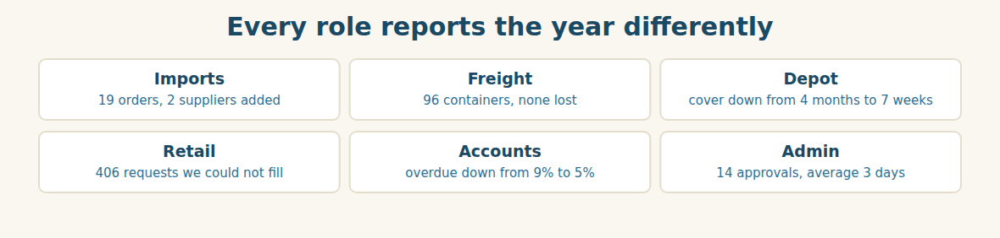 Every role reports the year differently
Imports
19 orders, 2 suppliers added
Freight
96 containers, none lost
Depot
cover down from 4 months to 7 weeks
Retail
406 requests we could not fill
Accounts
overdue down from 9% to 5%
Admin
14 approvals, average 3 days